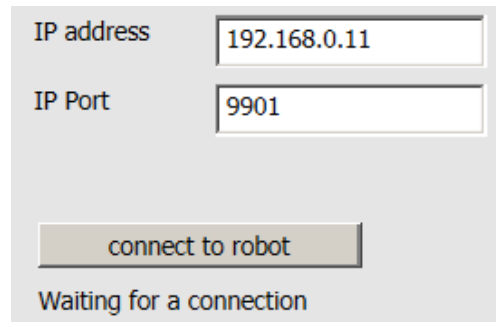 IP address 192.168.0.11
IP Port 9901
connect to robot
Waiting for a connection